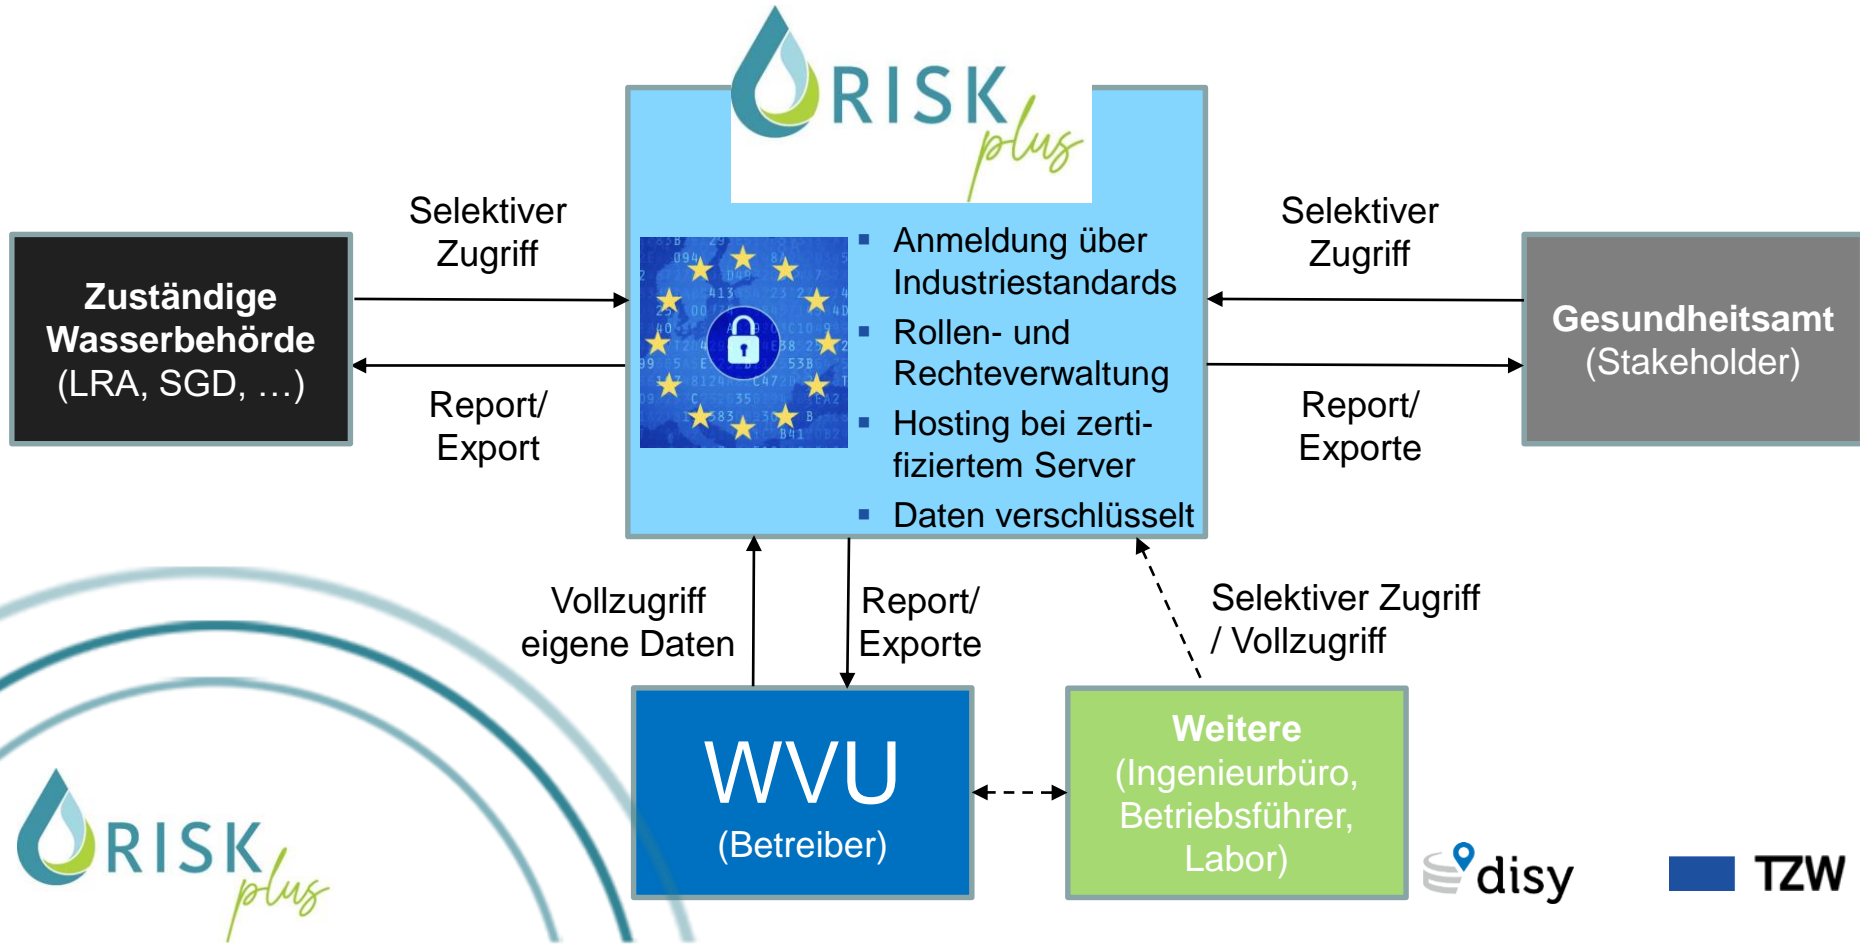 RISK
plus
Selektiver
Zugriff
Zuständige
Wasserbehörde
(LRA, SGD, …)
Report/
Export
▪ Anmeldung über
Industriestandards
▪ Rollen- und
Rechteverwaltung
▪ Hosting bei zerti-
fiziertem Server
▪ Daten verschlüsselt
Selektiver
Zugriff
Gesundheitsamt
(Stakeholder)
Report/
Exporte
Vollzugriff
eigene Daten
Report/
Exporte
Selektiver Zugriff
/ Vollzugriff
WVU
(Betreiber)
Weitere
(Ingenieurbüro,
Betriebsführer,
Labor)
RISK
plus
disy
TZW